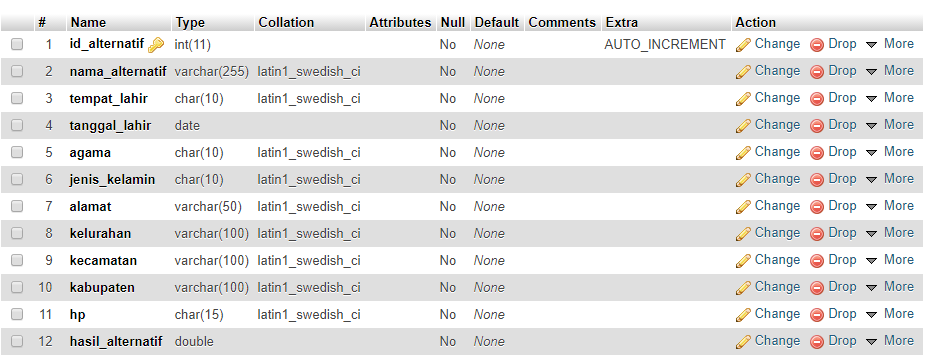 # Name Type Collation Attributes Null Default Comments Extra Action
1 id_alternatif int(11) No None AUTO_INCREMENT Change Drop More
2 nama_alternatif varchar(255) latin1_swedish_ci No None Change Drop More
3 tempat_lahir char(10) latin1_swedish_ci No None Change Drop More
4 tanggal_lahir date No None Change Drop More
5 agama char(10) latin1_swedish_ci No None Change Drop More
6 jenis_kelamin char(10) latin1_swedish_ci No None Change Drop More
7 alamat varchar(50) latin1_swedish_ci No None Change Drop More
8 kelurahan varchar(100) latin1_swedish_ci No None Change Drop More
9 kecamatan varchar(100) latin1_swedish_ci No None Change Drop More
10 kabupaten varchar(100) latin1_swedish_ci No None Change Drop More
11 hp char(15) latin1_swedish_ci No None Change Drop More
12 hasil_alternatif double No None Change Drop More